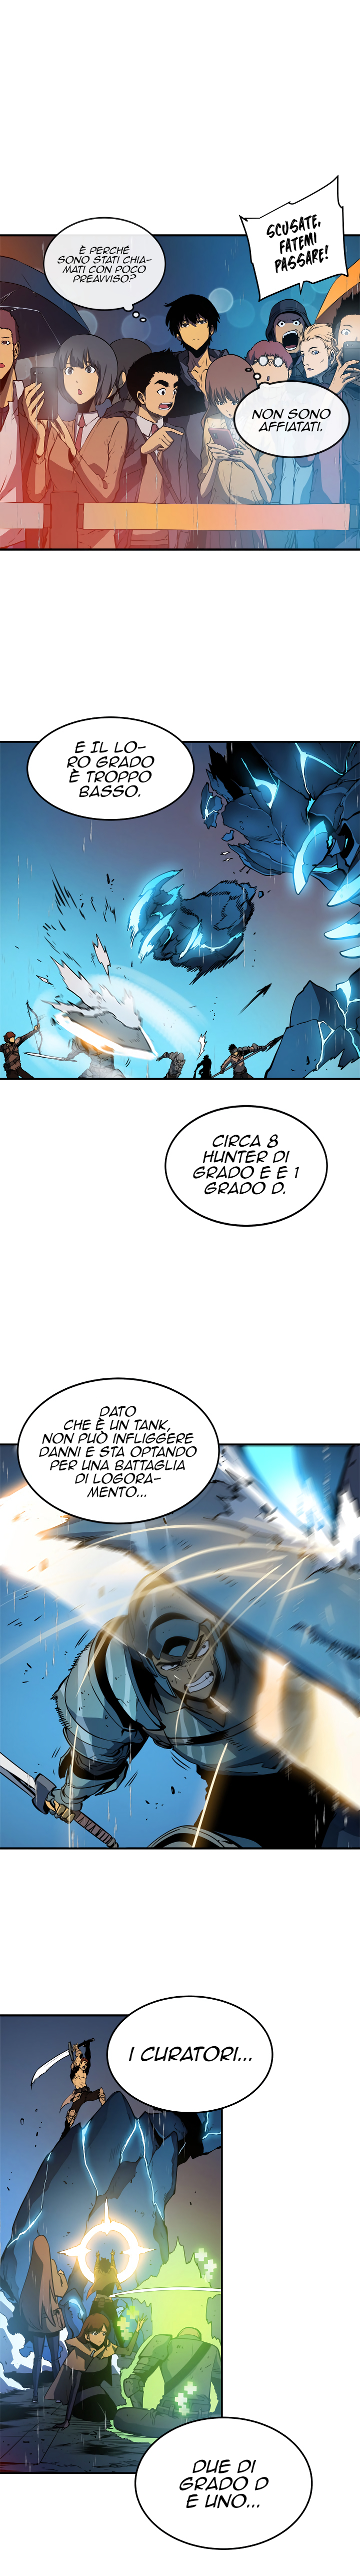 SCUSATE,
FATEMI
PASSARE!
È PERCHÉ
SONO STATI CHIA-
MATI CON POCO
PREAVVISO?
NON SONO
AFFIATATI.
E IL LO-
RO GRADO
È TROPPO
BASSO.
CIRCA 8
HUNTER DI
GRADO E E 1
GRADO D.
DATO
CHE È UN TANK,
NON PUÒ INFLIGGERE
DANNI E STA OPTANDO
PER UNA BATTAGLIA
DI LOGORA-
MENTO...
I CURATORI...
DUE DI
GRADO D
E UNO...